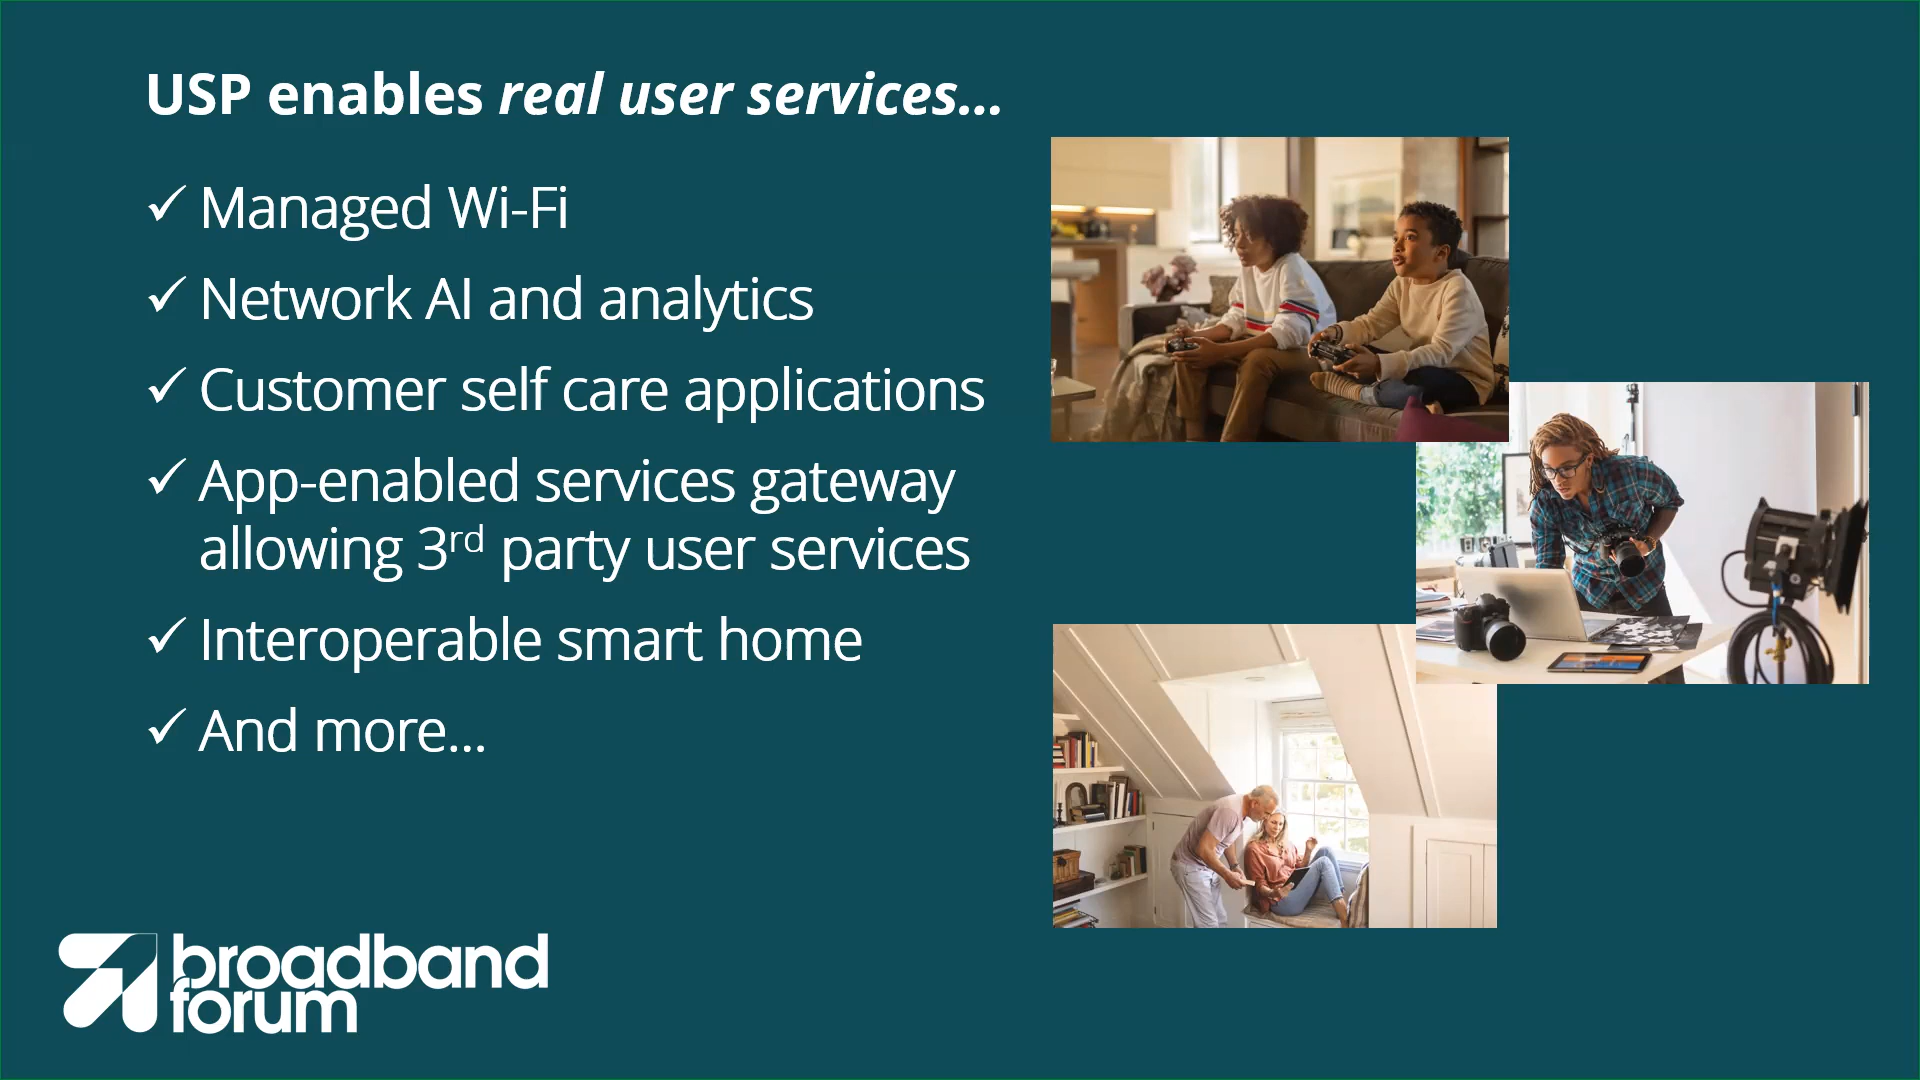 USP enables real user services...
✓ Managed Wi-Fi
✓ Network AI and analytics
✓ Customer self care applications
✓ App-enabled services gateway
allowing 3rd party user services
✓ Interoperable smart home
✓ And more...
broadband
forum